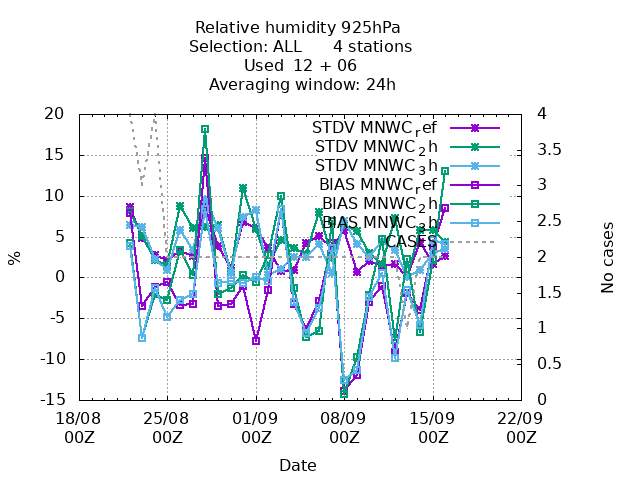 Relative humidity 925hPa
Selection: ALL 4 stations
Used 12 + 06
Averaging window: 24h
STDV MNWC_ref
STDV MNWC_2h
STDV MNWC_3h
BIAS MNWC_ref
BIAS MNWC_2h
BIAS MNWC_3h
CASES
20
15
10
5
0
-5
-10
-15
%
4
3.5
3
2.5
2
1.5
1
0.5
0
No cases
18/08 25/08 01/09 08/09 15/09 22/09
00Z 00Z 00Z 00Z 00Z 00Z
Date